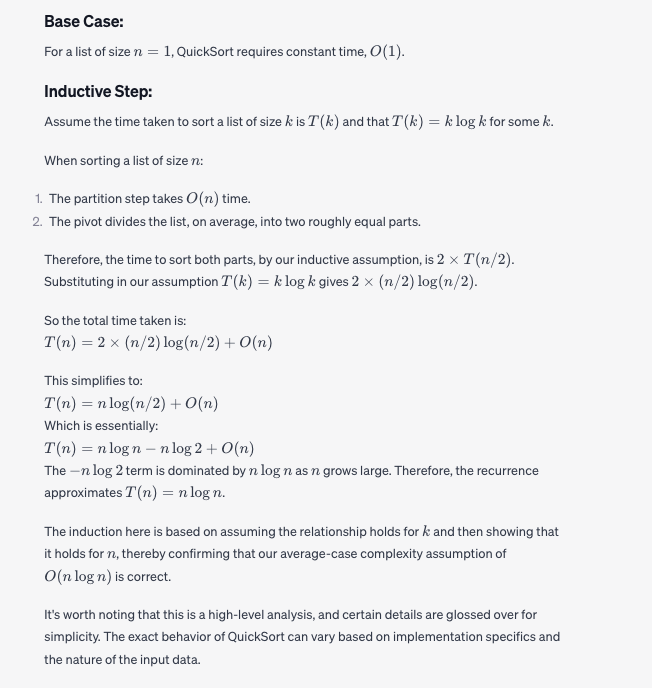 Base Case:
For a list of size n = 1, QuickSort requires constant time, O(1).
Inductive Step:
Assume the time taken to sort a list of size k is T(k) and that T(k) = k log k for some k.
When sorting a list of size n:
1. The partition step takes O(n) time.
2. The pivot divides the list, on average, into two roughly equal parts.
Therefore, the time to sort both parts, by our inductive assumption, is 2 × T(n/2).
Substituting in our assumption T(k) = k log k gives 2 × (n/2) log(n/2).
So the total time taken is:
T(n) = 2 × (n/2) log(n/2) + O(n)
This simplifies to:
T(n) = n log(n/2) + O(n)
Which is essentially:
T(n) = n log n − n log 2 + O(n)
The −n log 2 term is dominated by n log n as n grows large. Therefore, the recurrence
approximates T(n) = n log n.
The induction here is based on assuming the relationship holds for k and then showing that
it holds for n, thereby confirming that our average-case complexity assumption of
O(n log n) is correct.
It's worth noting that this is a high-level analysis, and certain details are glossed over for
simplicity. The exact behavior of QuickSort can vary based on implementation specifics and
the nature of the input data.